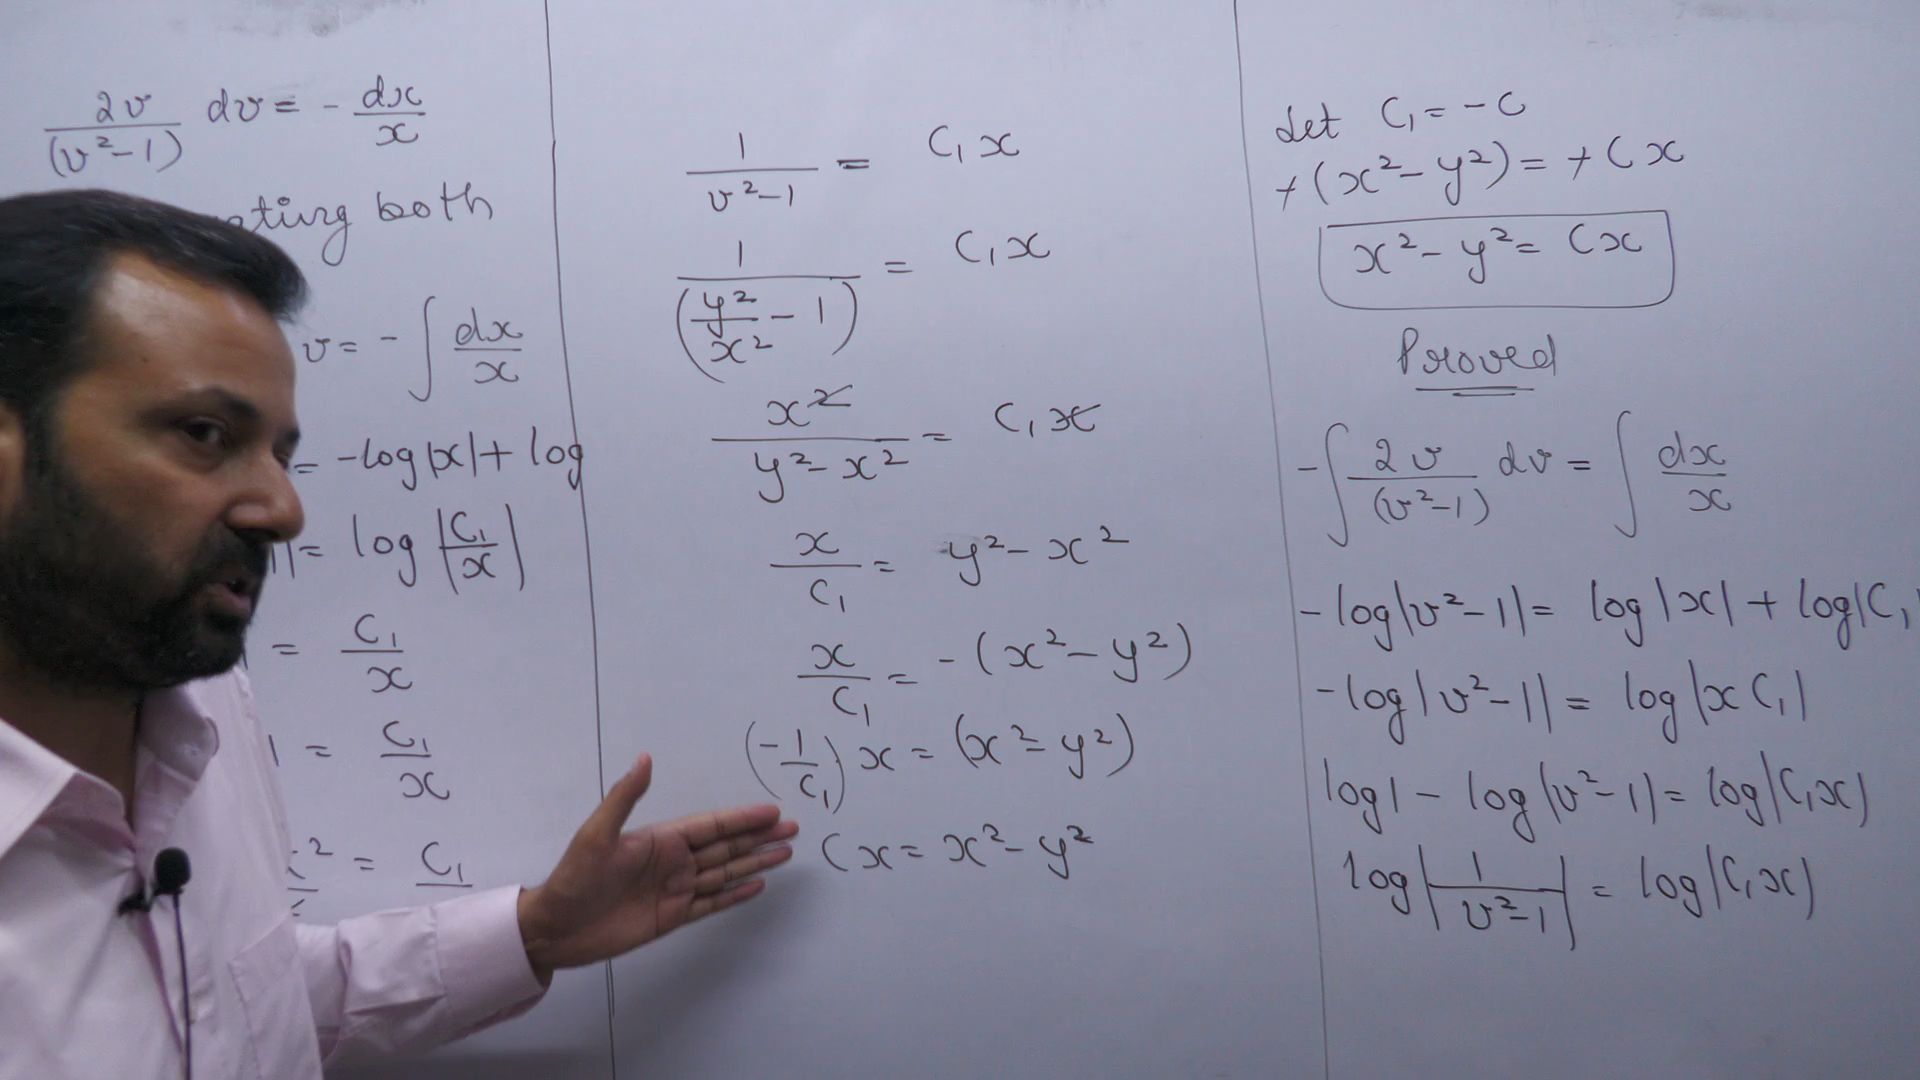 2v/(v²-1) dv = - dx/x
both
v = - ∫ dx/x
= -log|x| + log
= log |C₁/x|
= C₁/x
1 = C₁/x
² = C₁
1/(v²-1) = C₁x
1/(y²/x² - 1) = C₁x
x²/(y²-x²) = C₁x
x/C₁ = y²-x²
x/C₁ = -(x²-y²)
(-1/C₁)x = (x²-y²)
Cx = x²-y²
Let C₁ = -C
+(x²-y²) = +Cx
x²-y² = Cx
Proved
-∫ 2v/(v²-1) dv = ∫ dx/x
-log|v²-1| = log|x| + log|C₁
-log|v²-1| = log|xC₁|
log1 - log|v²-1| = log|C₁x|
log|1/(v²-1)| = log|C₁x|